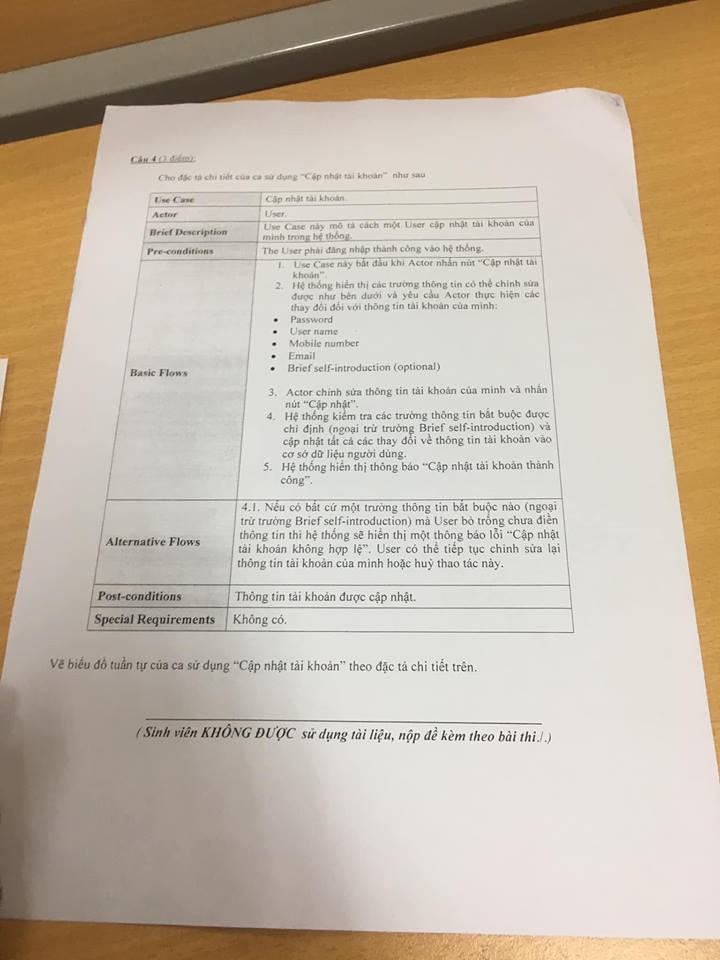 Câu 4 (3 điểm):
Cho đặc tả chi tiết của ca sử dụng “Cập nhật tài khoản” như sau
Use Case
Cập nhật tài khoản.
Actor
User.
Brief Description
Use Case này mô tả cách một User cập nhật tài khoản của
mình trong hệ thống.
Pre-conditions
The User phải đăng nhập thành công vào hệ thống.
Basic Flows
1. Use Case này bắt đầu khi Actor nhấn nút “Cập nhật tài
khoản”.
2. Hệ thống hiển thị các trường thông tin có thể chỉnh sửa
được như bên dưới và yêu cầu Actor thực hiện các
thay đổi đối với thông tin tài khoản của mình:
• Password
• User name
• Mobile number
• Email
• Brief self-introduction (optional)
3. Actor chỉnh sửa thông tin tài khoản của mình và nhấn
nút “Cập nhật”.
4. Hệ thống kiểm tra các trường thông tin bắt buộc được
chỉ định (ngoại trừ trường Brief self-introduction) và
cập nhật tất cả các thay đổi về thông tin tài khoản vào
cơ sở dữ liệu người dùng.
5. Hệ thống hiển thị thông báo “Cập nhật tài khoản thành
công”.
Alternative Flows
4.1. Nếu có bất cứ một trường thông tin bắt buộc nào (ngoại
trừ trường Brief self-introduction) mà User bỏ trống chưa điền
thông tin thì hệ thống sẽ hiển thị một thông báo lỗi “Cập nhật
tài khoản không hợp lệ”. User có thể tiếp tục chỉnh sửa lại
thông tin tài khoản của mình hoặc huỷ thao tác này.
Post-conditions
Thông tin tài khoản được cập nhật.
Special Requirements
Không có.
Vẽ biểu đồ tuần tự của ca sử dụng “Cập nhật tài khoản” theo đặc tả chi tiết trên.
( Sinh viên KHÔNG ĐƯỢC sử dụng tài liệu, nộp đề kèm theo bài thi./.)